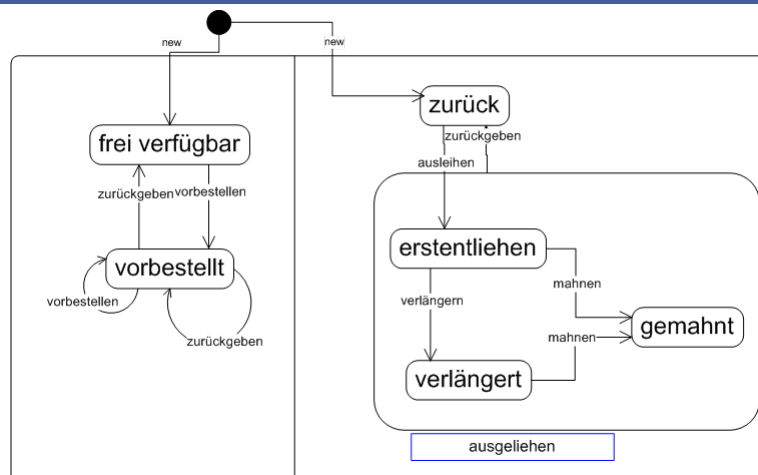 new
new
zurück
frei verfügbar
zurückgeben
ausleihen
zurückgeben
vorbestellen
erstentliehen
vorbestellt
mahnen
vorbestellen
verlängern
gemahnt
zurückgeben
mahnen
verlängert
ausgeliehen